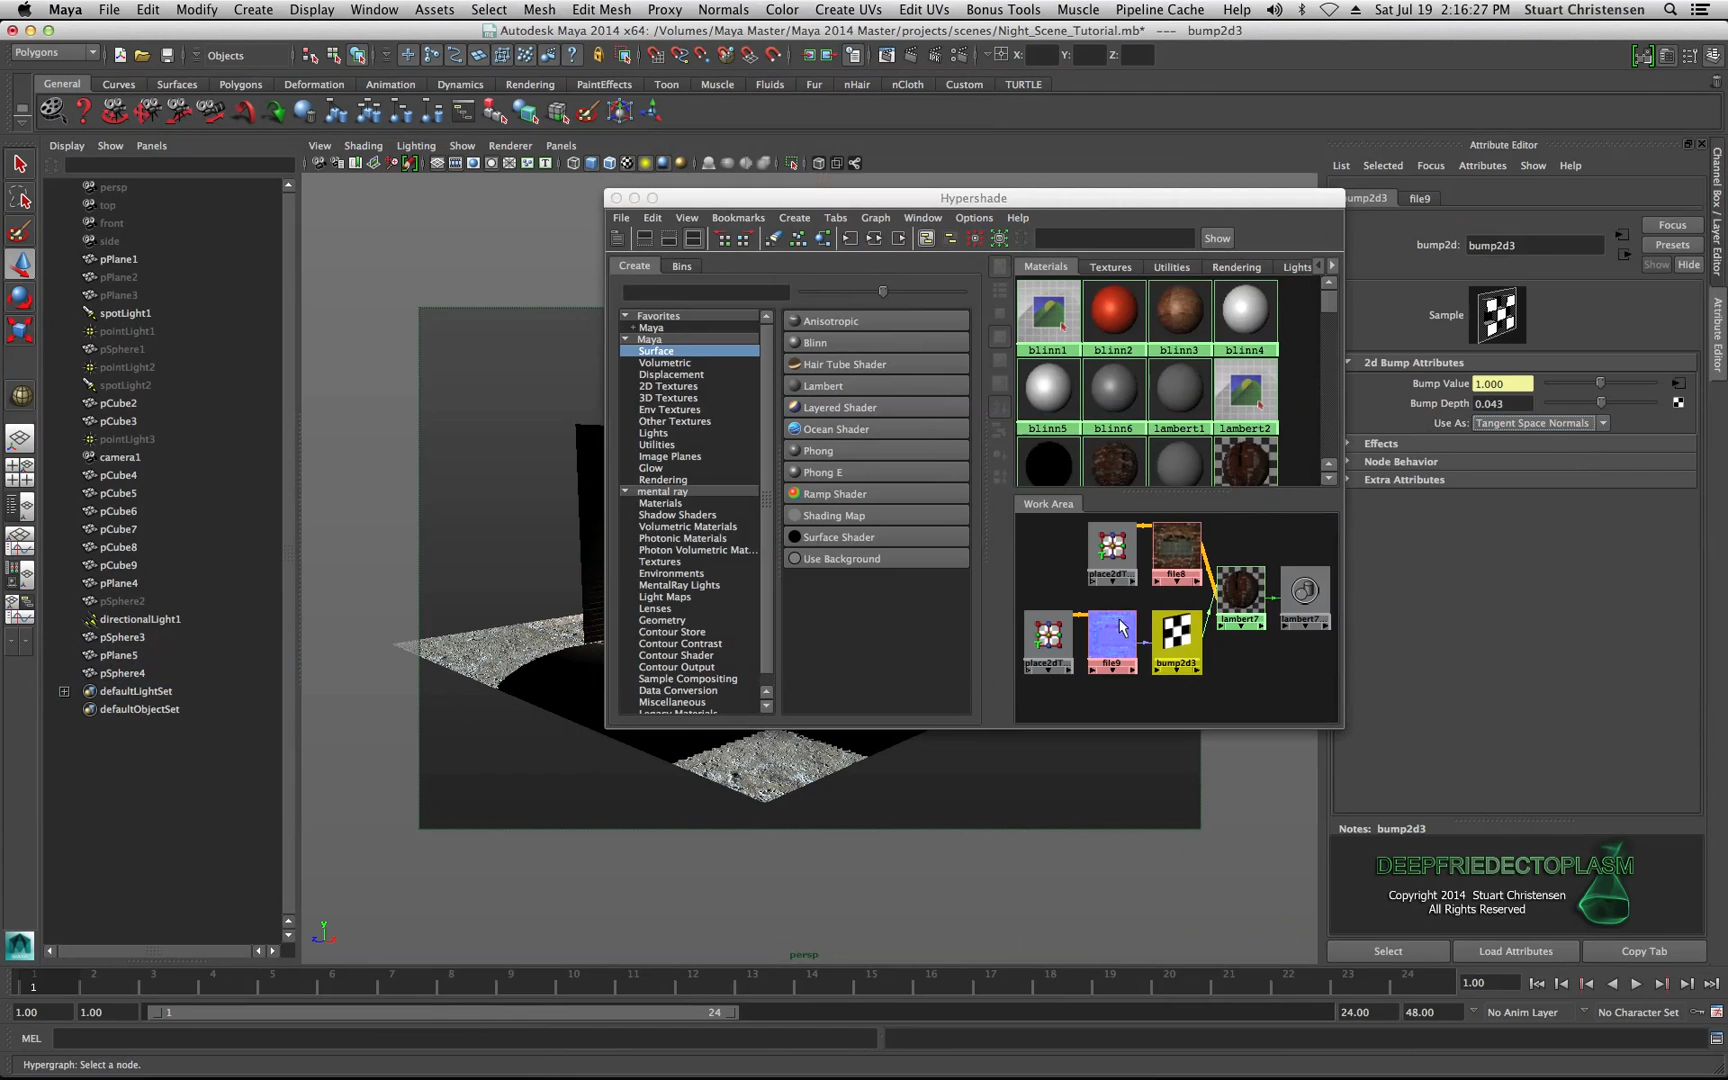 Maya File Edit Modify Create Display Window Assets Select Mesh Edit Mesh Proxy Normals Color Create UVs Edit UVs Bonus Tools Muscle Pipeline Cache Help Sat Jul 19 2:16:27 PM Stuart Christensen
Autodesk Maya 2014 x64: /Volumes/Maya Master/Maya 2014 Master/projects/scenes/Night_Scene_Tutorial.mb* --- bump2d3
Polygons Objects X: Y: Z:
General Curves Surfaces Polygons Deformation Animation Dynamics Rendering PaintEffects Toon Muscle Fluids Fur nHair nCloth Custom TURTLE
Display Show Panels
persp
top
front
side
pPlane1
pPlane2
pPlane3
spotLight1
pointLight1
pSphere1
pointLight2
spotLight2
pCube2
pCube3
pointLight3
camera1
pCube4
pCube5
pCube6
pCube7
pCube8
pCube9
pPlane4
pSphere2
directionalLight1
pSphere3
pPlane5
pSphere4
defaultLightSet
defaultObjectSet
View Shading Lighting Show Renderer Panels
persp
Hypershade
File Edit View Bookmarks Create Tabs Graph Window Options Help
Show
Create Bins
Favorites
+ Maya
Maya
Surface
Volumetric
Displacement
2D Textures
3D Textures
Env Textures
Other Textures
Lights
Utilities
Image Planes
Glow
Rendering
mental ray
Materials
Shadow Shaders
Volumetric Materials
Photonic Materials
Photon Volumetric Mat...
Textures
Environments
MentalRay Lights
Light Maps
Lenses
Geometry
Contour Store
Contour Contrast
Contour Shader
Contour Output
Sample Compositing
Data Conversion
Miscellaneous
Legacy Materials
Anisotropic
Blinn
Hair Tube Shader
Lambert
Layered Shader
Ocean Shader
Phong
Phong E
Ramp Shader
Shading Map
Surface Shader
Use Background
Materials Textures Utilities Rendering Lights
blinn1 blinn2 blinn3 blinn4
blinn5 blinn6 lambert1 lambert2
Work Area
place2dT... file8
lambert7 lambert7...
place2dT... file9 bump2d3
Attribute Editor
List Selected Focus Attributes Show Help
bump2d3 file9
Focus
bump2d: bump2d3 Presets
Show Hide
Sample
2d Bump Attributes
Bump Value 1.000
Bump Depth 0.043
Use As: Tangent Space Normals
Effects
Node Behavior
Extra Attributes
Notes: bump2d3
DEEPFRIEDECTOPLASM
Copyright 2014 Stuart Christensen
All Rights Reserved
Select Load Attributes Copy Tab
Channel Box / Layer Editor
Attribute Editor
1 2 3 4 5 6 7 8 9 10 11 12 13 14 15 16 17 18 19 20 21 22 23 24
1 1.00
1.00 1.00 1 24 24.00 48.00 No Anim Layer No Character Set
MEL
Hypergraph: Select a node.